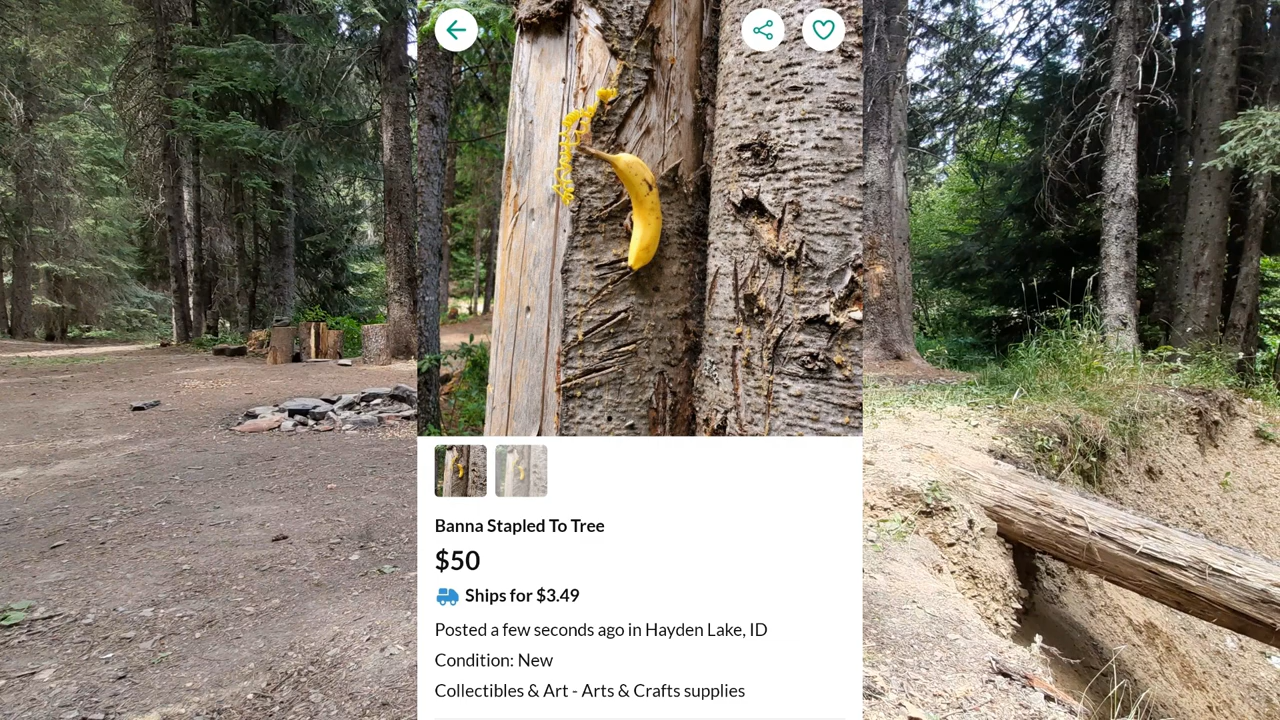 Banna Stapled To Tree
$50
Ships for $3.49
Posted a few seconds ago in Hayden Lake, ID
Condition: New
Collectibles & Art - Arts & Crafts supplies